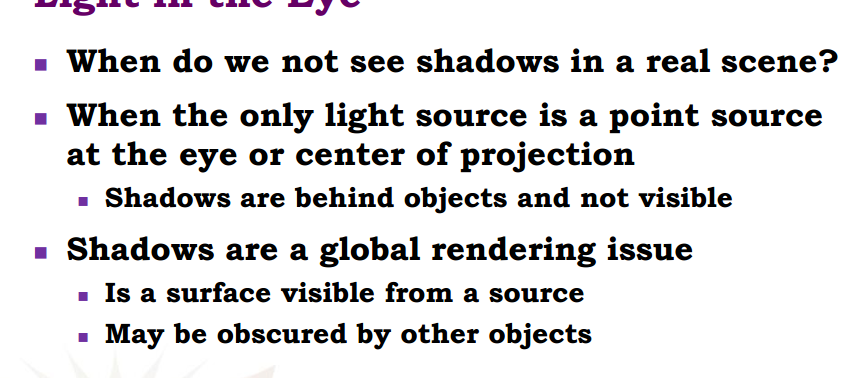 Light in the Eye
When do we not see shadows in a real scene?
When the only light source is a point source
at the eye or center of projection
Shadows are behind objects and not visible
Shadows are a global rendering issue
Is a surface visible from a source
May be obscured by other objects